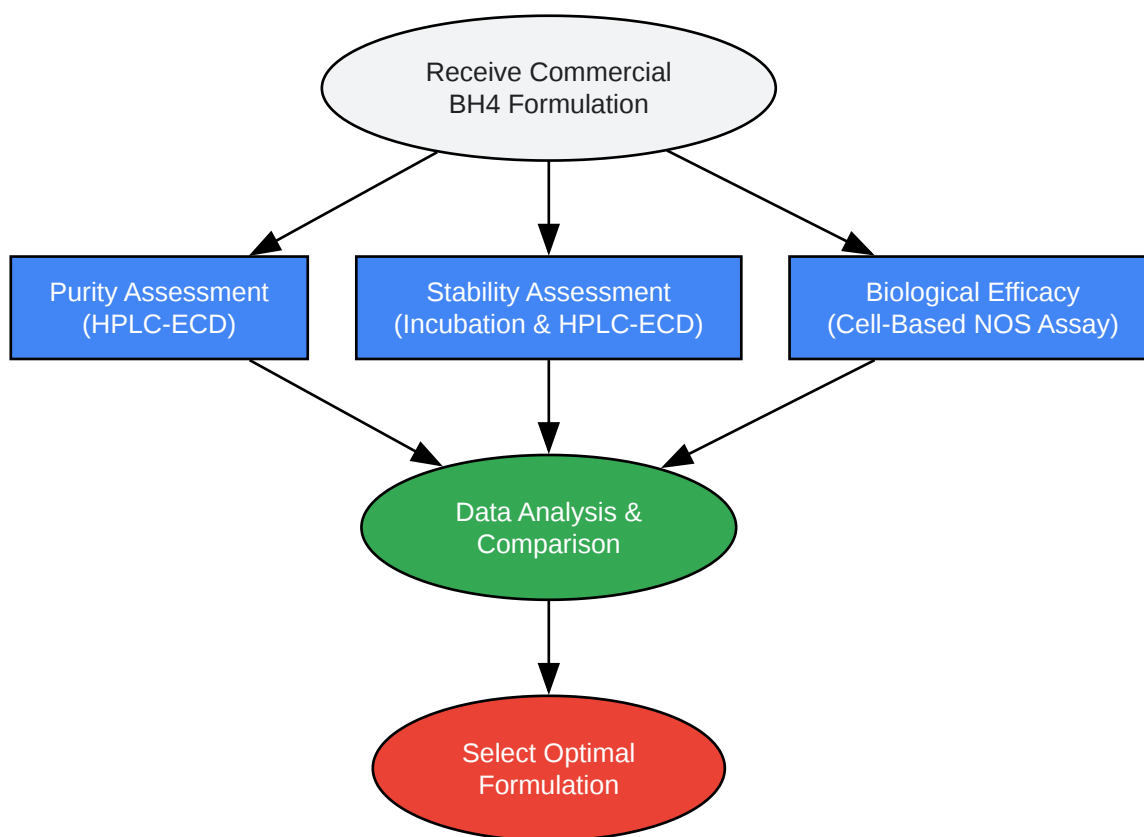 Receive Commercial
BH4 Formulation
Purity Assessment
(HPLC-ECD)
Stability Assessment
(Incubation & HPLC-ECD)
Biological Efficacy
(Cell-Based NOS Assay)
Data Analysis &
Comparison
Select Optimal
Formulation